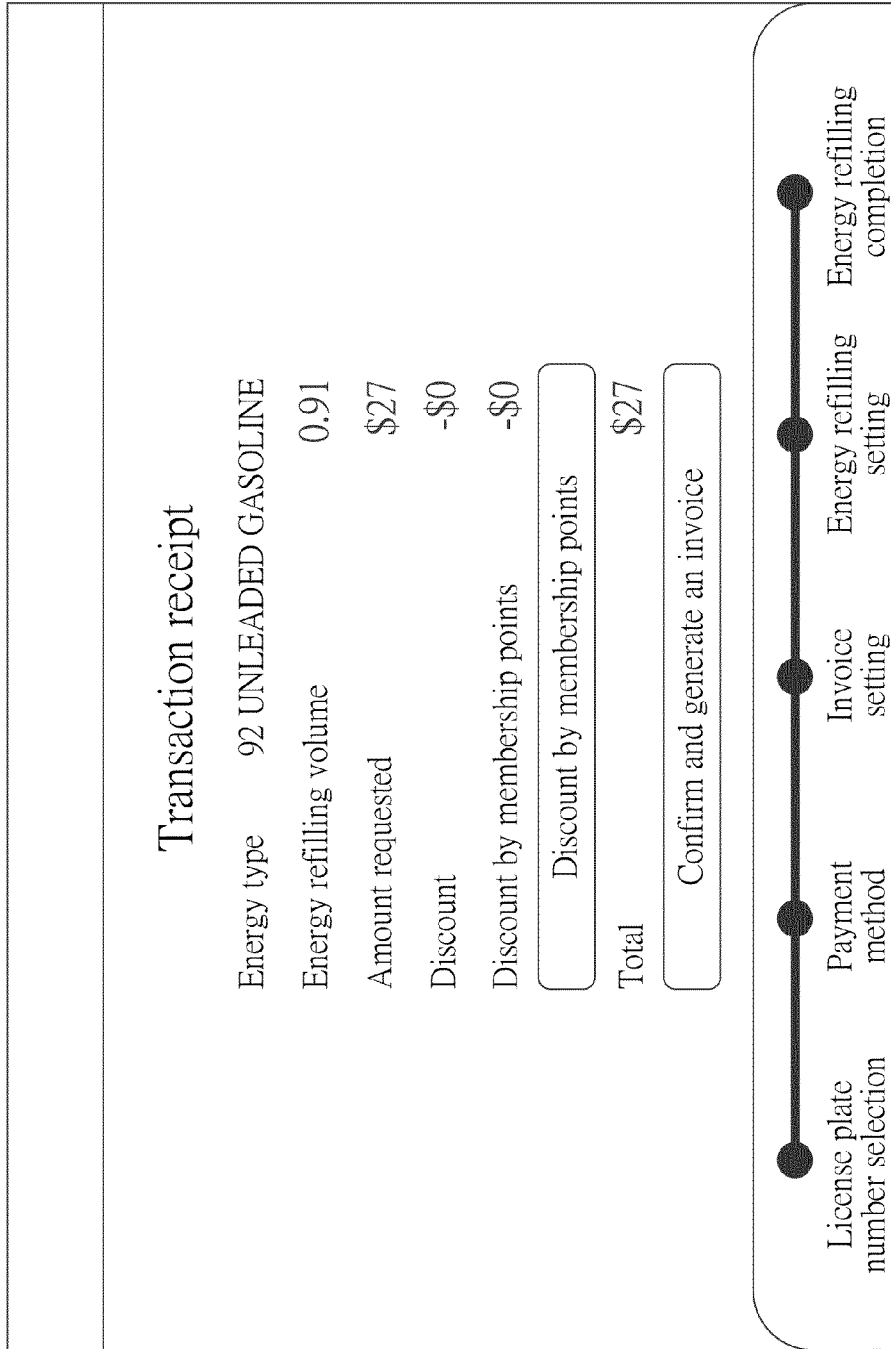 Transaction receipt
Energy type 92 UNLEADED GASOLINE
Energy refilling volume 0.91
Amount requested $27
Discount -$0
Discount by membership points -$0
Discount by membership points
Total $27
Confirm and generate an invoice
License plate
number selection
Payment
method
Invoice
setting
Energy refilling
setting
Energy refilling
completion